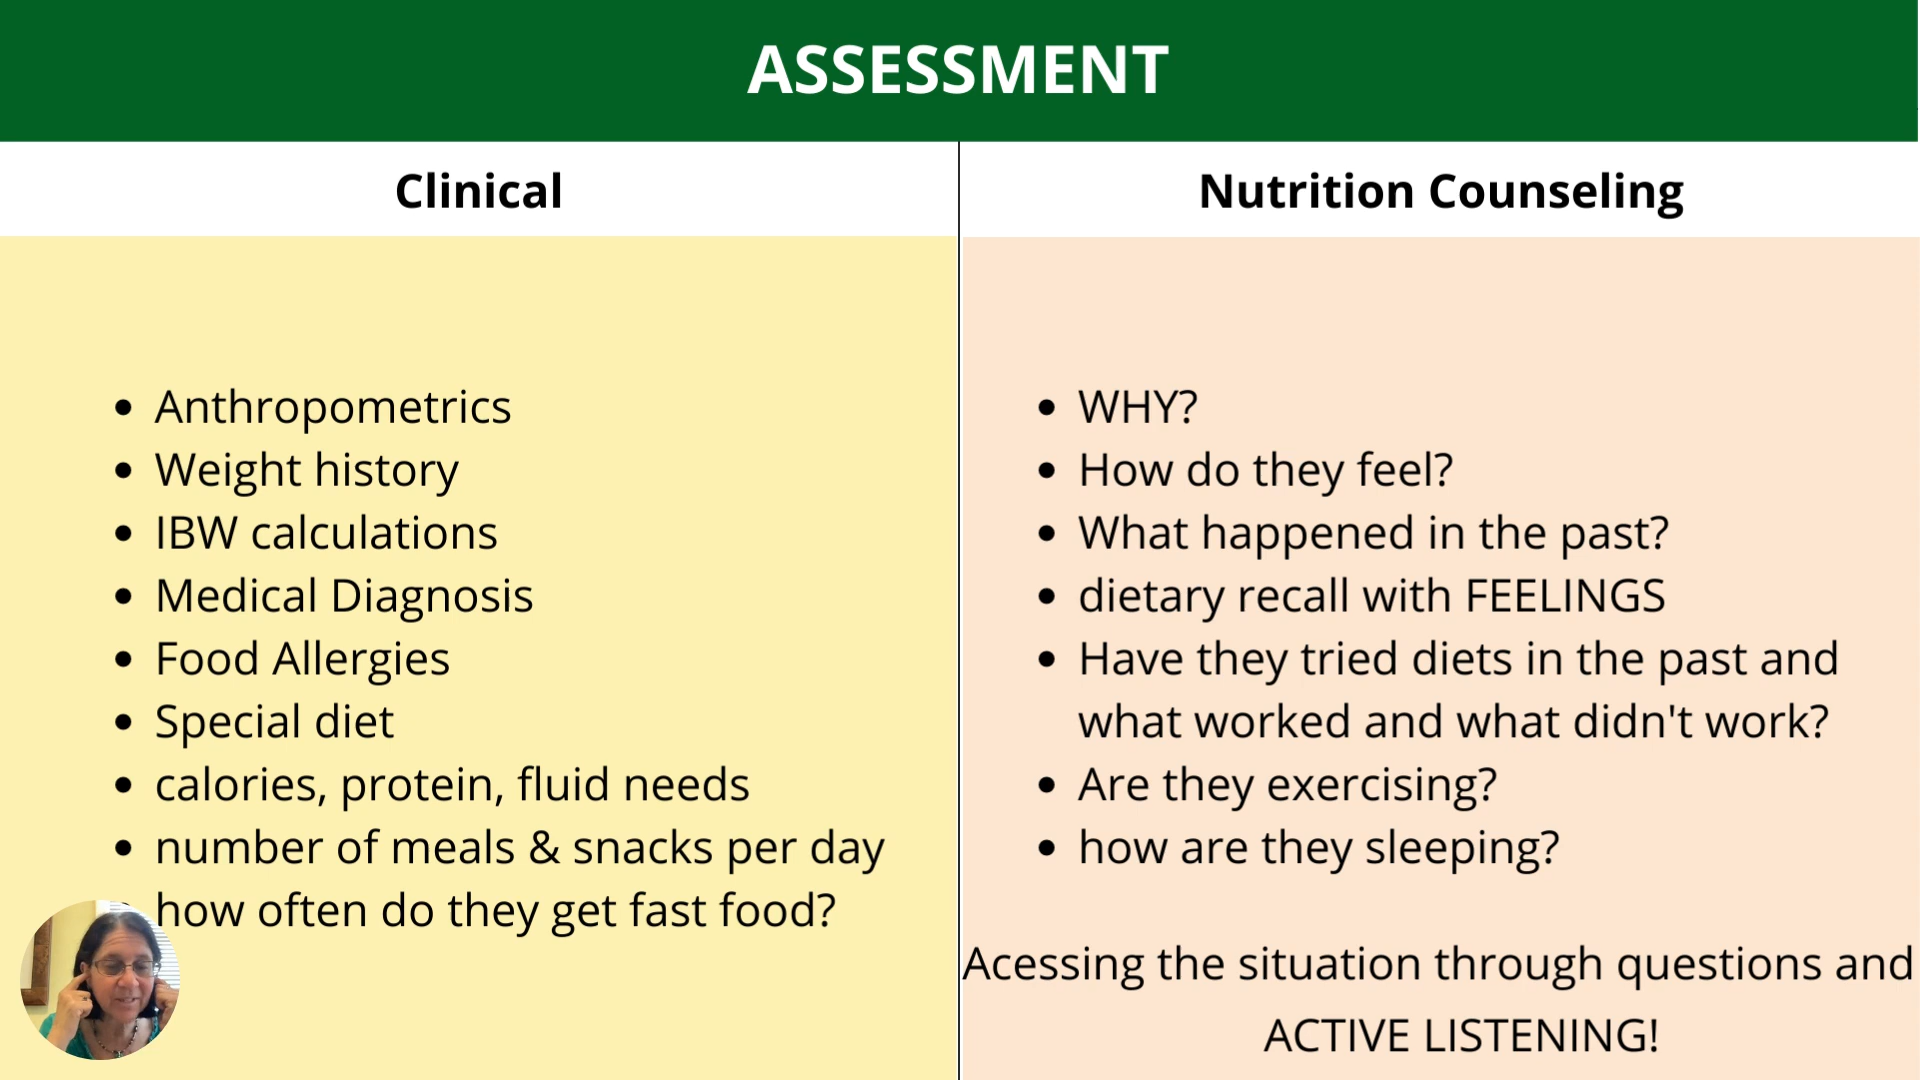 ASSESSMENT
Clinical
• Anthropometrics
• Weight history
• IBW calculations
• Medical Diagnosis
• Food Allergies
• Special diet
• calories, protein, fluid needs
• number of meals & snacks per day
• how often do they get fast food?
Nutrition Counseling
• WHY?
• How do they feel?
• What happened in the past?
• dietary recall with FEELINGS
• Have they tried diets in the past and
what worked and what didn't work?
• Are they exercising?
• how are they sleeping?
Acessing the situation through questions and
ACTIVE LISTENING!